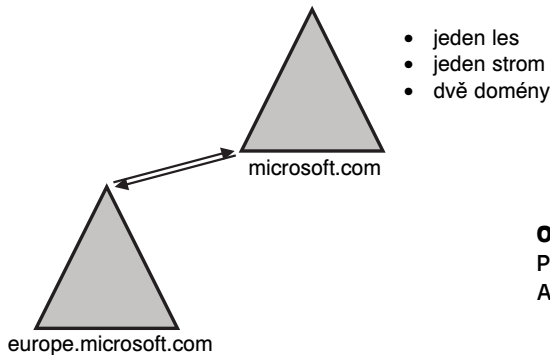 • jeden les
• jeden strom
• dvě domény
microsoft.com
europe.microsoft.com